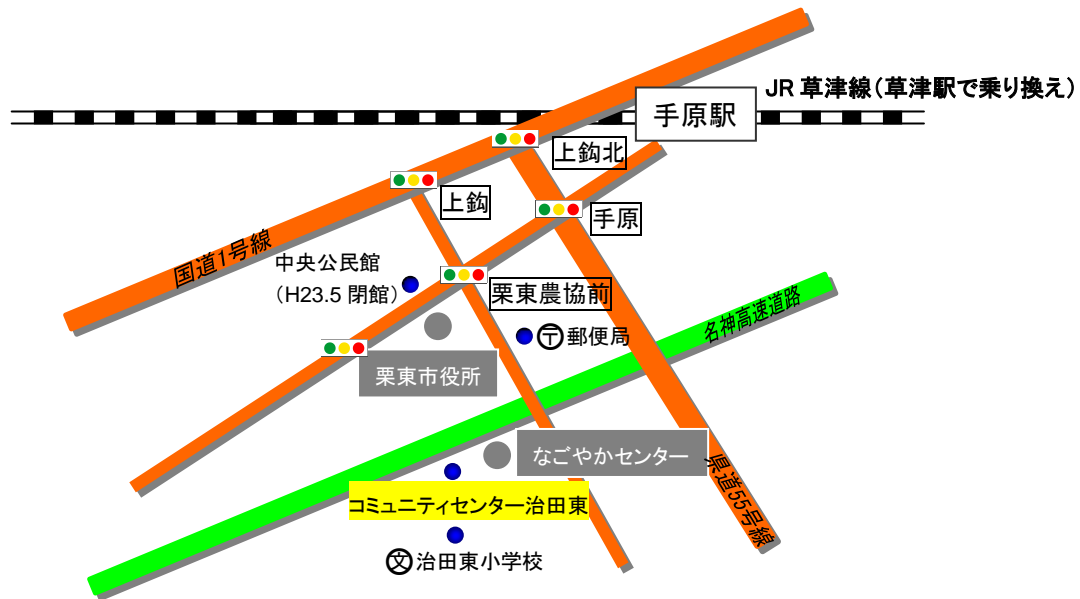 JR 草津線(草津駅で乗り換え)
手原駅
上鈎北
上鈎
手原
国道1号線
中央公民館
（H23.5 閉館）
栗東農協前
名神高速道路
〒郵便局
栗東市役所
なごやかセンター
県道55号線
コミュニティセンター治田東
文治田東小学校